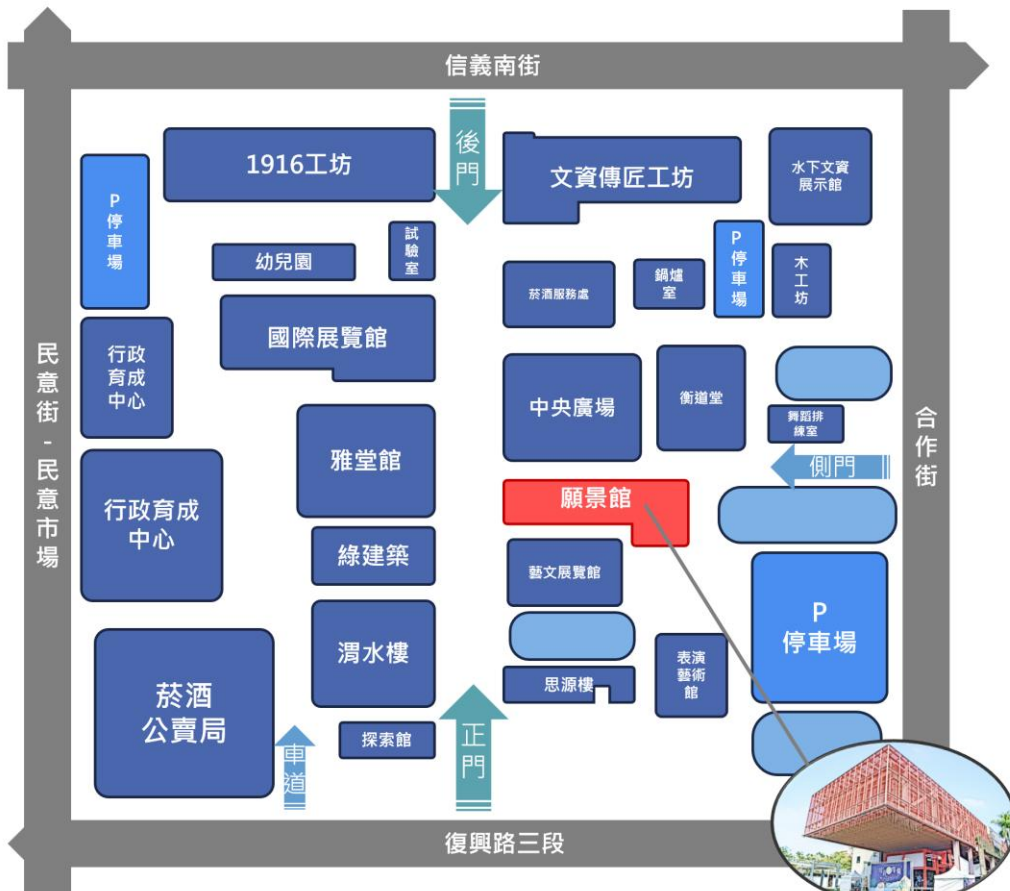 信義南街
後門
1916工坊
文資傳匠工坊
水下文資
展示館
P
停車場
幼兒園
試驗室
菸酒服務處
鍋爐
室
P
停車場
木工坊
國際展覽館
行政
育成
中心
中央廣場
衡道堂
舞蹈排
練室
民意街-民意市場
合作街
雅堂館
側門
行政育成
中心
願景館
綠建築
藝文展覽館
P
停車場
渭水樓
表演
藝術
館
思源樓
菸酒
公賣局
車道
探索館
正門
復興路三段